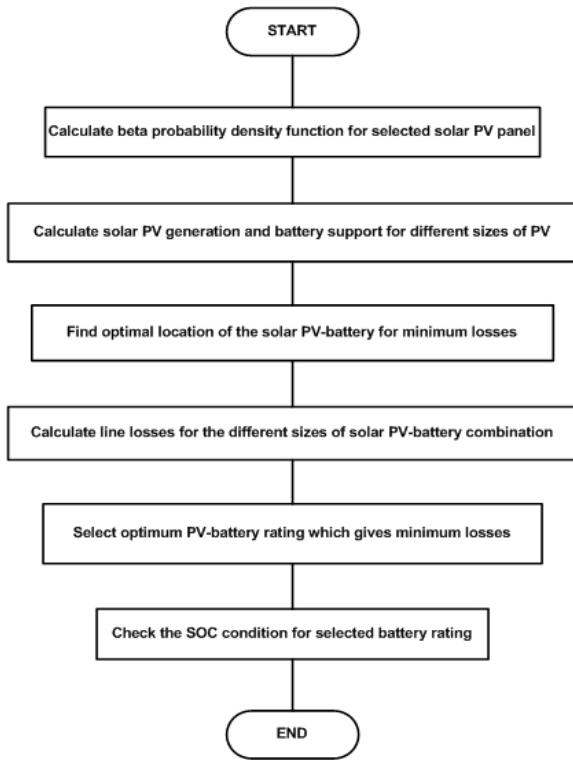 START
Calculate beta probability density function for selected solar PV panel
Calculate solar PV generation and battery support for different sizes of PV
Find optimal location of the solar PV-battery for minimum losses
Calculate line losses for the different sizes of solar PV-battery combination
Select optimum PV-battery rating which gives minimum losses
Check the SOC condition for selected battery rating
END